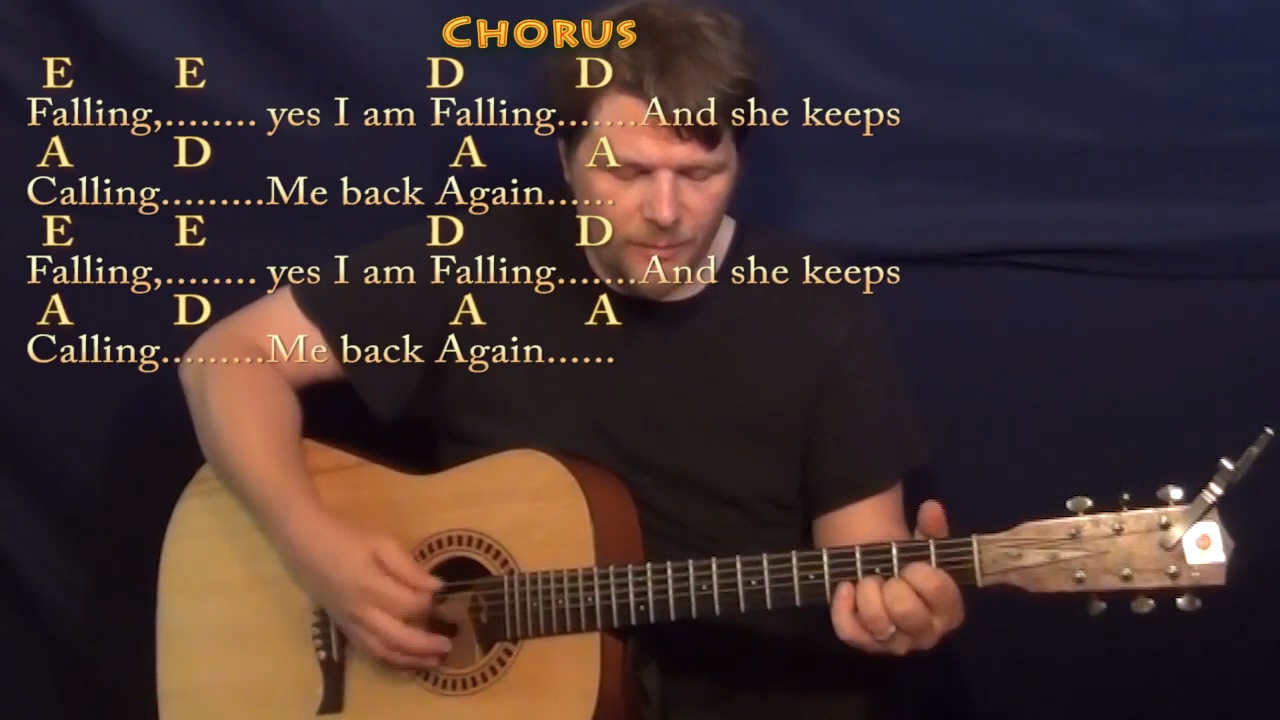 CHORUS
E E D D
Falling,........ yes I am Falling.......And she keeps
A D A A
Calling.........Me back Again......
E E D D
Falling,........ yes I am Falling.......And she keeps
A D A A
Calling.........Me back Again......